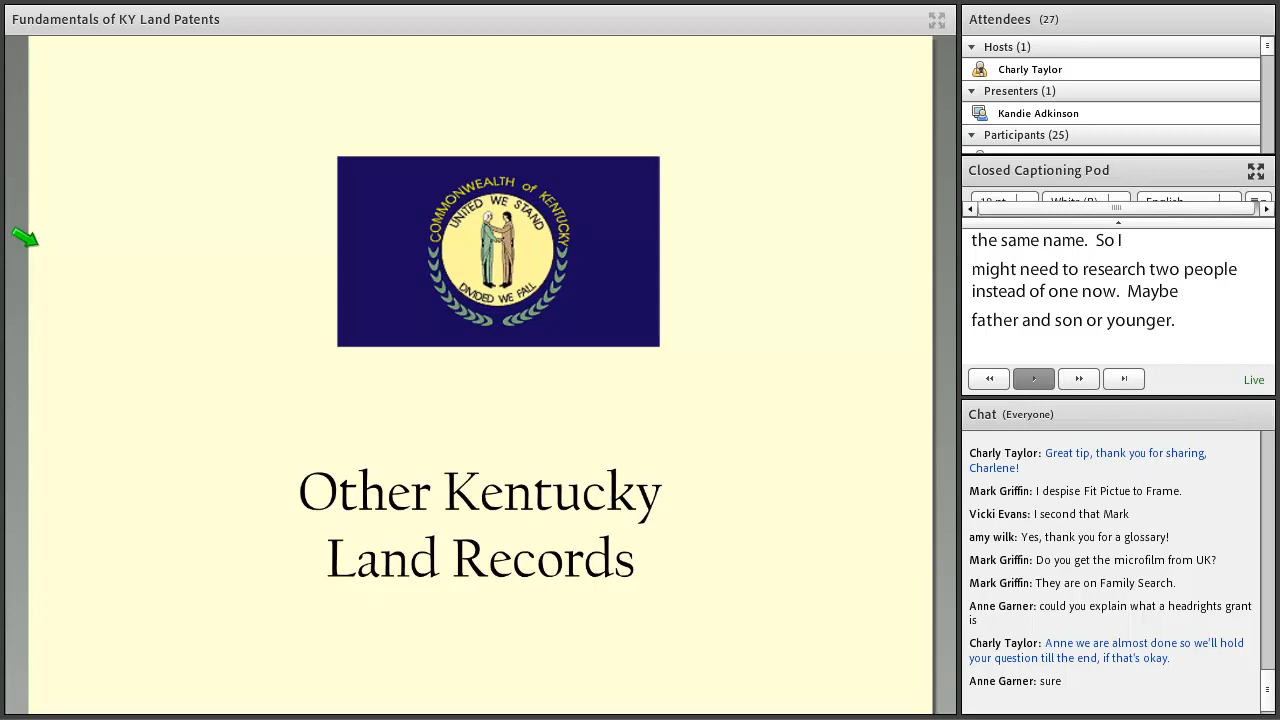 Fundamentals of KY Land Patents
COMMONWEALTH of KENTUCKY
UNITED WE STAND
DIVIDED WE FALL
Other Kentucky
Land Records
Attendees (27)
Hosts (1)
Charly Taylor
Presenters (1)
Kandie Adkinson
Participants (25)
Closed Captioning Pod
the same name. So I
might need to research two people
instead of one now. Maybe
father and son or younger.
Live
Chat (Everyone)
Charly Taylor: Great tip, thank you for sharing,
Charlene!
Mark Griffin: I despise Fit Pictue to Frame.
Vicki Evans: I second that Mark
amy wilk: Yes, thank you for a glossary!
Mark Griffin: Do you get the microfilm from UK?
Mark Griffin: They are on Family Search.
Anne Garner: could you explain what a headrights grant
is
Charly Taylor: Anne we are almost done so we'll hold
your question till the end, if that's okay.
Anne Garner: sure